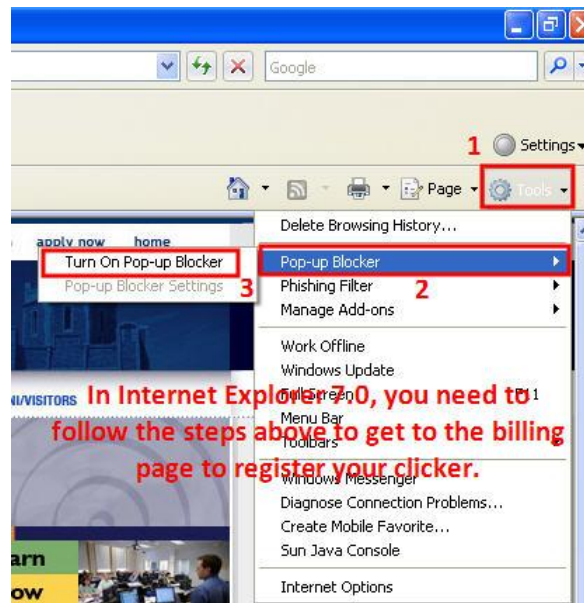 Google
1 Settings
Page Tools
Delete Browsing History...
apply now home
Turn On Pop-up Blocker
Pop-up Blocker
Pop-up Blocker Settings 3
Phishing Filter 2
Manage Add-ons
Work Offline
Windows Update
NI/VISITORS
Full Screen
In Internet Explorer 7.0, you need to
follow the steps above to get to the billing
page to register your clicker.
Menu Bar
Toolbars
Windows Messenger
Diagnose Connection Problems...
Create Mobile Favorite...
Sun Java Console
arn
Internet Options
ow